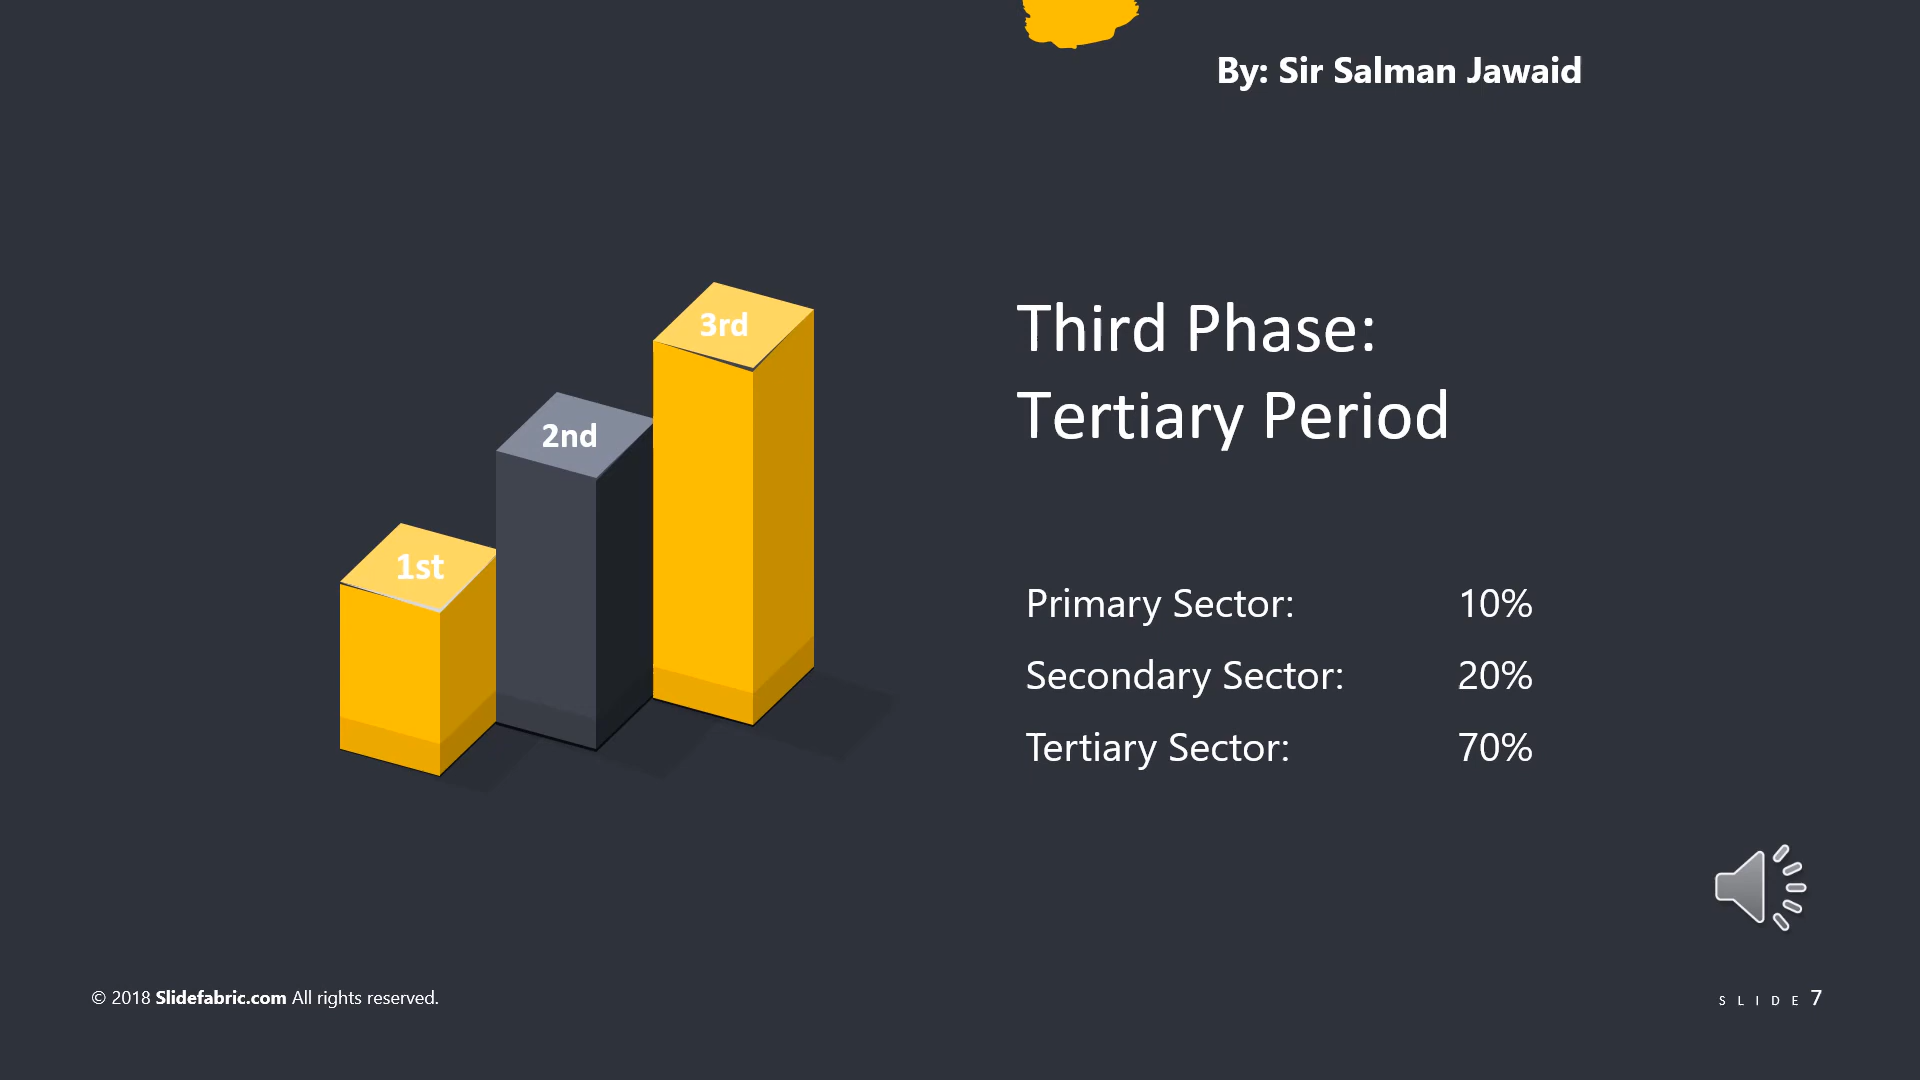 By: Sir Salman Jawaid
3rd
2nd
1st
Third Phase:
Tertiary Period
Primary Sector: 10%
Secondary Sector: 20%
Tertiary Sector: 70%
© 2018 Slidefabric.com All rights reserved.
SLIDE 7